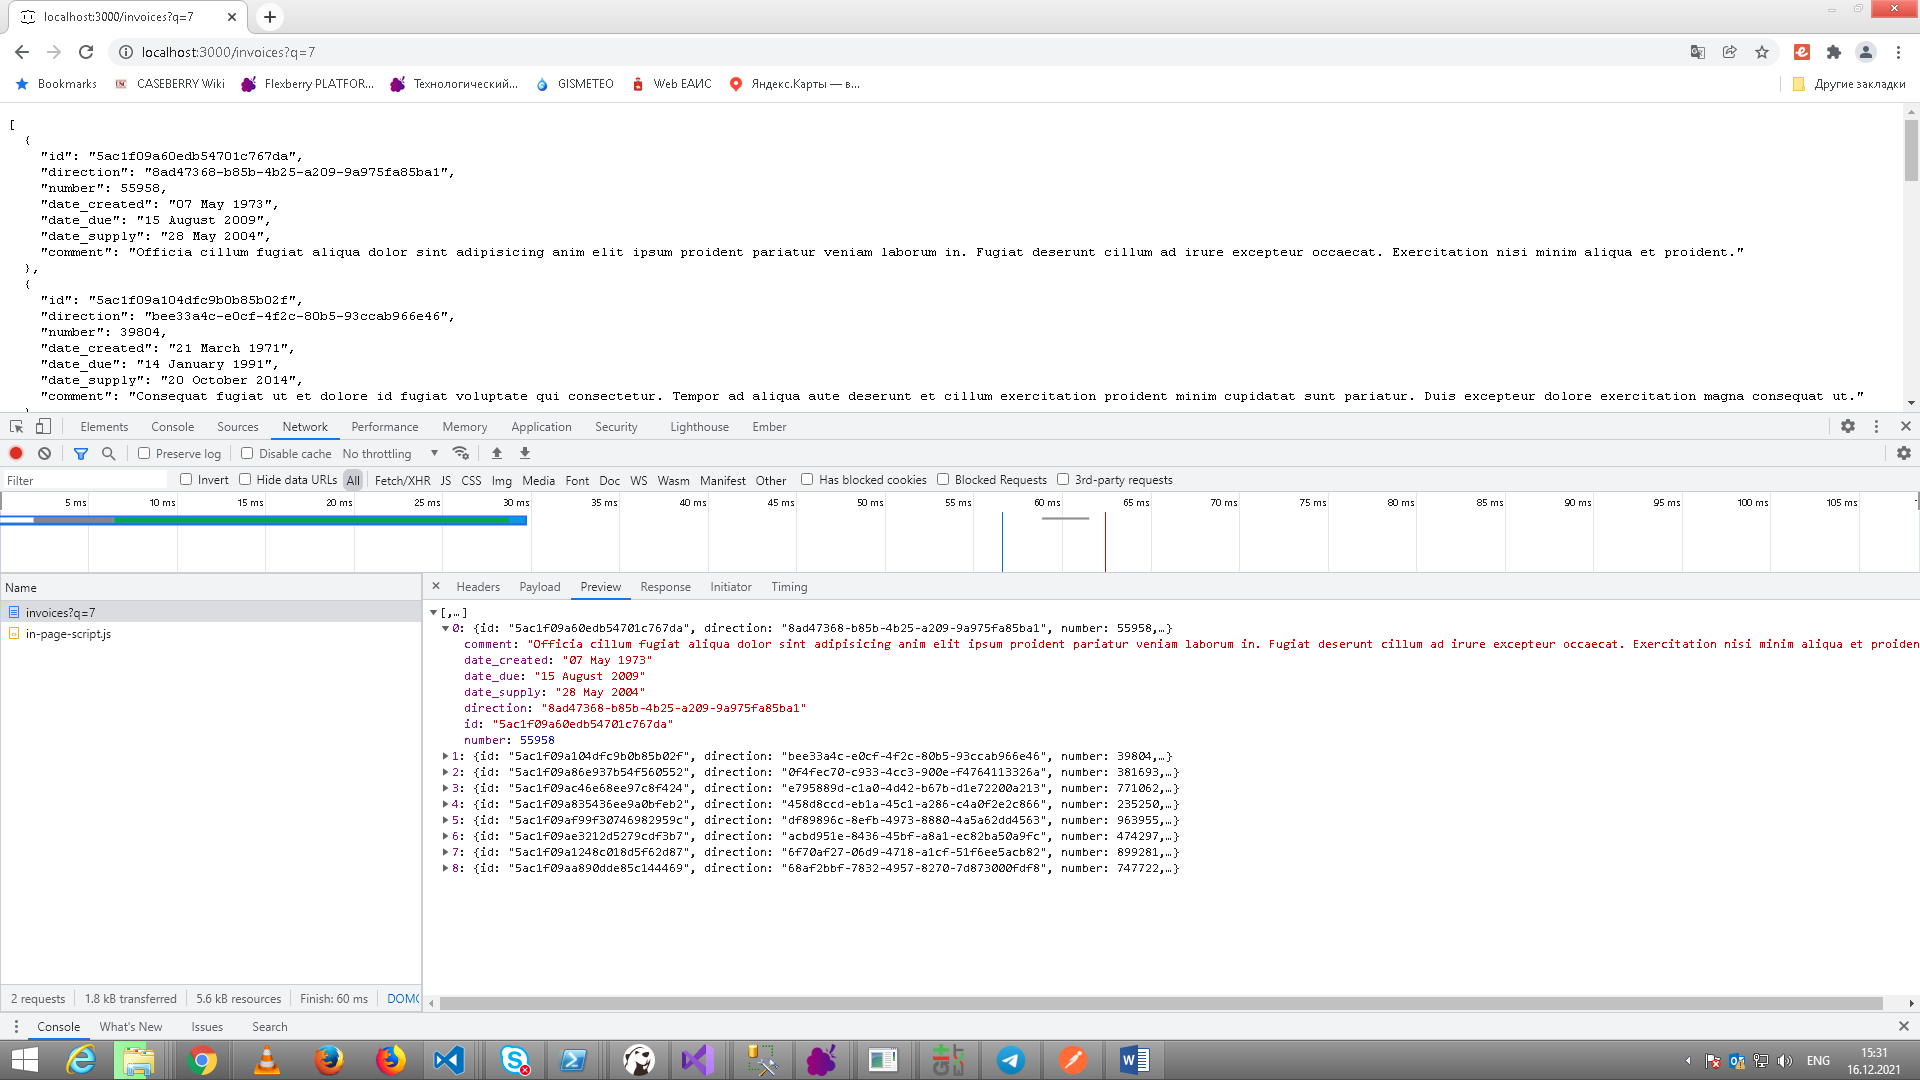 localhost:3000/invoices?q=7
localhost:3000/invoices?q=7
Bookmarks CASEBERRY Wiki Flexberry PLATFOR... Технологический... GISMETEO Web ЕАИС Яндекс.Карты — в... Другие закладки
[
{
"id": "5ac1f09a60edb54701c767da",
"direction": "8ad47368-b85b-4b25-a209-9a975fa85ba1",
"number": 55958,
"date_created": "07 May 1973",
"date_due": "15 August 2009",
"date_supply": "28 May 2004",
"comment": "Officia cillum fugiat aliqua dolor sint adipisicing anim elit ipsum proident pariatur veniam laborum in. Fugiat deserunt cillum ad irure excepteur occaecat. Exercitation nisi minim aliqua et proident."
},
{
"id": "5ac1f09a104dfc9b0b85b02f",
"direction": "bee33a4c-e0cf-4f2c-80b5-93ccab966e46",
"number": 39804,
"date_created": "21 March 1971",
"date_due": "14 January 1991",
"date_supply": "20 October 2014",
"comment": "Consequat fugiat ut et dolore id fugiat voluptate qui consectetur. Tempor ad aliqua aute deserunt et cillum exercitation proident minim cupidatat sunt pariatur. Duis excepteur dolore exercitation magna consequat ut."
Elements Console Sources Network Performance Memory Application Security Lighthouse Ember
Preserve log Disable cache No throttling
Filter Invert Hide data URLs All Fetch/XHR JS CSS Img Media Font Doc WS Wasm Manifest Other Has blocked cookies Blocked Requests 3rd-party requests
5 ms 10 ms 15 ms 20 ms 25 ms 30 ms 35 ms 40 ms 45 ms 50 ms 55 ms 60 ms 65 ms 70 ms 75 ms 80 ms 85 ms 90 ms 95 ms 100 ms 105 ms
Name
invoices?q=7
in-page-script.js
Headers Payload Preview Response Initiator Timing
[,…]
0: {id: "5ac1f09a60edb54701c767da", direction: "8ad47368-b85b-4b25-a209-9a975fa85ba1", number: 55958,…}
comment: "Officia cillum fugiat aliqua dolor sint adipisicing anim elit ipsum proident pariatur veniam laborum in. Fugiat deserunt cillum ad irure excepteur occaecat. Exercitation nisi minim aliqua et proiden
date_created: "07 May 1973"
date_due: "15 August 2009"
date_supply: "28 May 2004"
direction: "8ad47368-b85b-4b25-a209-9a975fa85ba1"
id: "5ac1f09a60edb54701c767da"
number: 55958
1: {id: "5ac1f09a104dfc9b0b85b02f", direction: "bee33a4c-e0cf-4f2c-80b5-93ccab966e46", number: 39804,…}
2: {id: "5ac1f09a86e937b54f560552", direction: "0f4fec70-c933-4cc3-900e-f4764113326a", number: 381693,…}
3: {id: "5ac1f09ac46e68ee97c8f424", direction: "e795889d-c1a0-4d42-b67b-d1e72200a213", number: 771062,…}
4: {id: "5ac1f09a835436ee9a0bfeb2", direction: "458d8ccd-eb1a-45c1-a286-c4a0f2e2c866", number: 235250,…}
5: {id: "5ac1f09af99f30746982959c", direction: "df89896c-8efb-4973-8880-4a5a62dd4563", number: 963955,…}
6: {id: "5ac1f09ae3212d5279cdf3b7", direction: "acbd951e-8436-45bf-a8a1-ec82ba50a9fc", number: 474297,…}
7: {id: "5ac1f09a1248c018d5f62d87", direction: "6f70af27-06d9-4718-a1cf-51f6ee5acb82", number: 899281,…}
8: {id: "5ac1f09aa890dde85c144469", direction: "68af2bbf-7832-4957-8270-7d873000fdf8", number: 747722,…}
2 requests 1.8 kB transferred 5.6 kB resources Finish: 60 ms DOMC
Console What's New Issues Search
ENG 15:31
16.12.2021